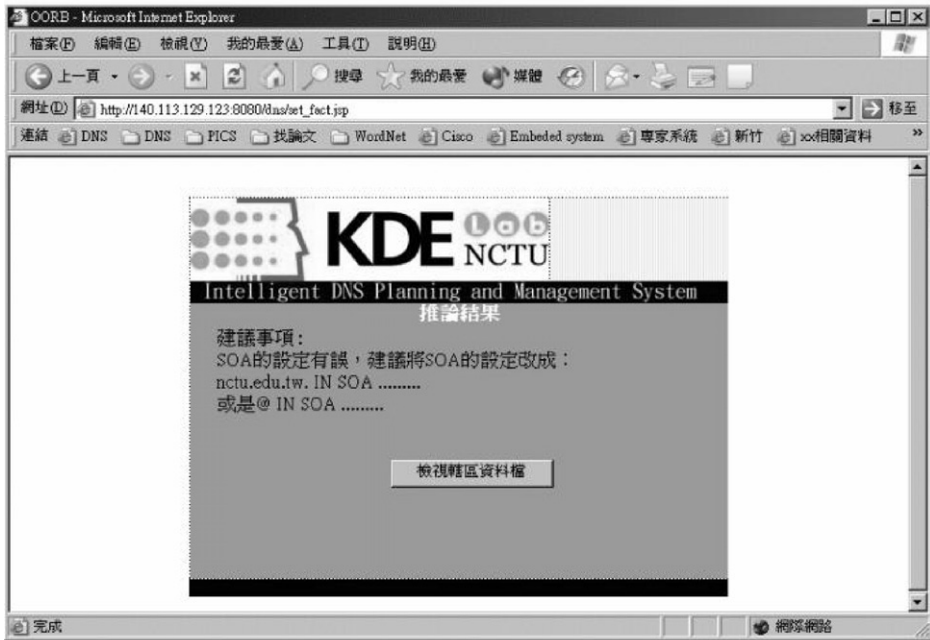 OORB - Microsoft Internet Explorer
檔案(F) 編輯(E) 檢視(V) 我的最愛(A) 工具(T) 說明(H)
上一頁 搜尋 我的最愛 媒體
網址(D) http://140.113.129.123:8080/dns/set_fact.jsp 移至
連結 DNS DNS PICS 找論文 WordNet Cisco Embeded system 專家系統 新竹 xx相關資料 »
KDE Lab NCTU
Intelligent DNS Planning and Management System
推論結果
建議事項:
SOA的設定有誤,建議將SOA的設定改成:
nctu.edu.tw. IN SOA .........
或是@ IN SOA .........
檢視轄區資料檔
完成 網際網路